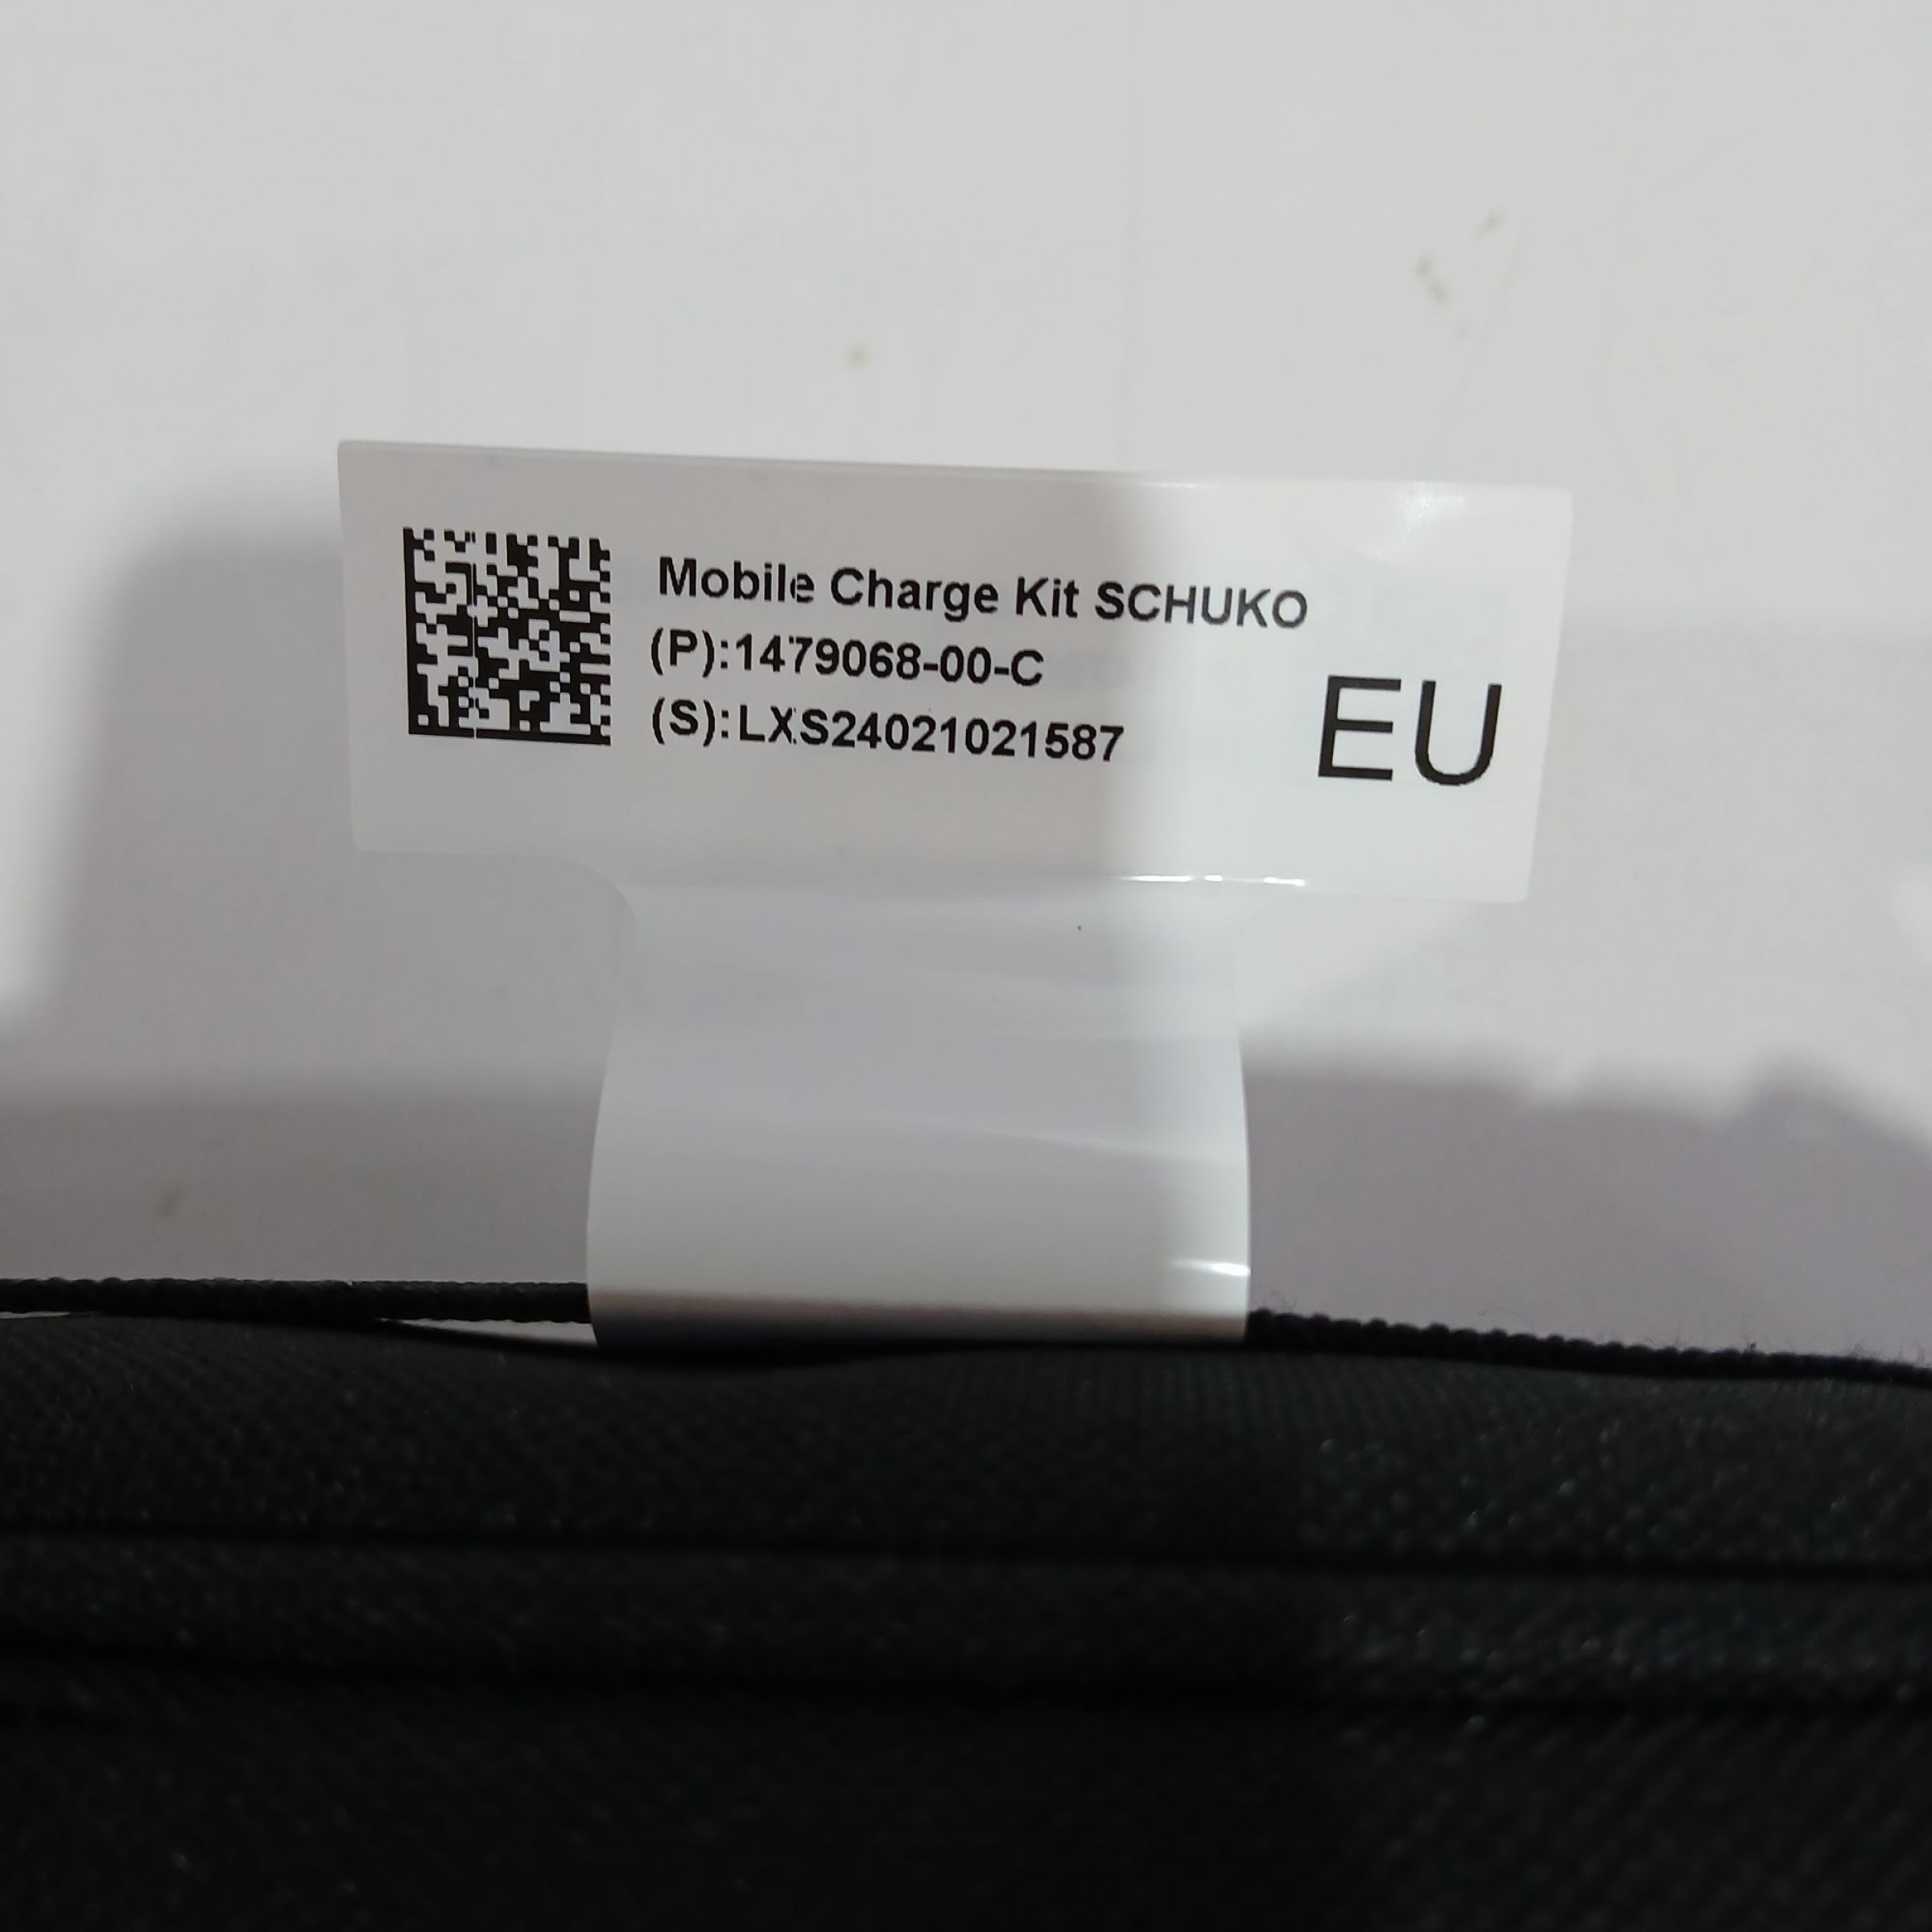 Mobile Charge Kit SCHUKO
(P):1479068-00-C
(S):LXS24021021587
EU